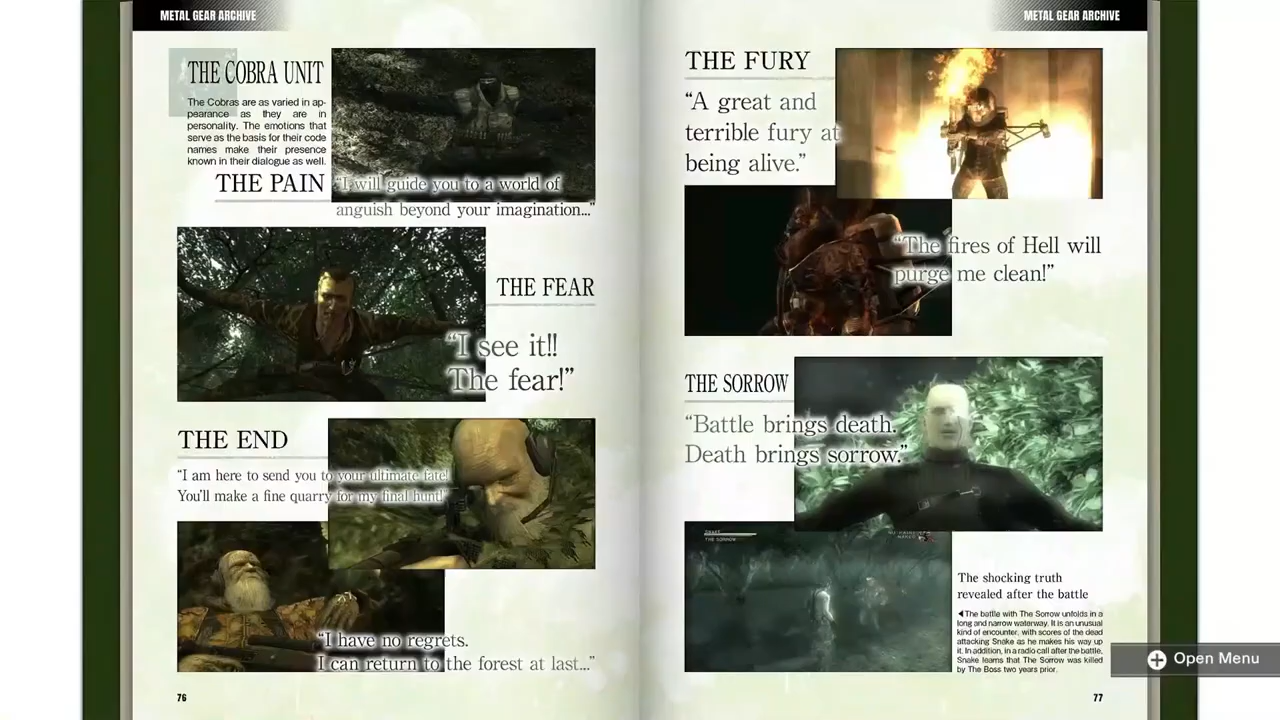 METAL GEAR ARCHIVE
THE COBRA UNIT
The Cobras are as varied in ap-
pearance as they are in
personality. The emotions that
serve as the basis for their code
names make their presence
known in their dialogue as well.
THE PAIN
“I will guide you to a world of
anguish beyond your imagination...”
THE FEAR
“I see it!!
The fear!”
THE END
“I am here to send you to your ultimate fate!
You'll make a fine quarry for my final hunt!”
“I have no regrets.
I can return to the forest at last...”
76
METAL GEAR ARCHIVE
THE FURY
“A great and
terrible fury at
being alive.”
“The fires of Hell will
purge me clean!”
THE SORROW
“Battle brings death.
Death brings sorrow.”
THE SORROW
The shocking truth
revealed after the battle
◀The battle with The Sorrow unfolds in a
long and narrow waterway. It is an unusual
kind of encounter, with scores of the dead
attacking Snake as he makes his way up
it. In addition, in a radio call after the battle,
Snake learns that The Sorrow was killed
by The Boss two years prior.
77
Open Menu